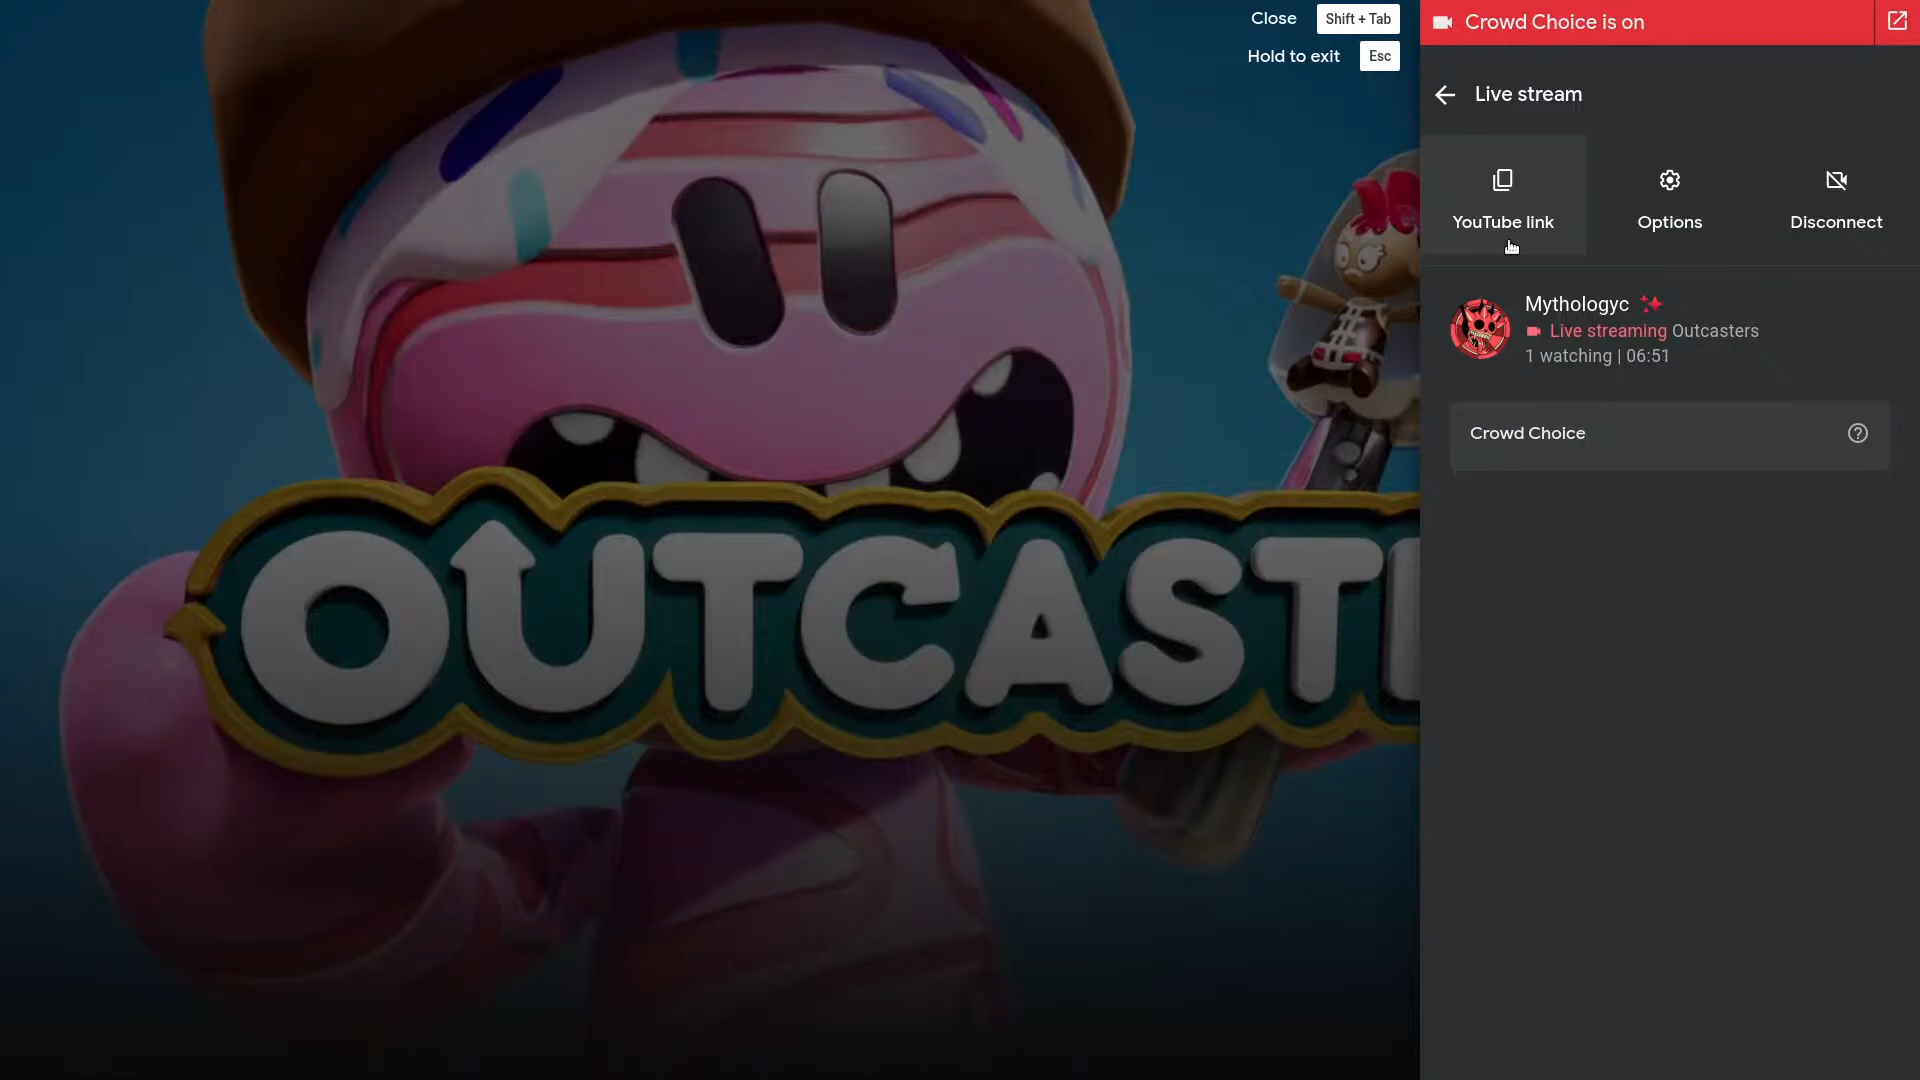 Close Shift + Tab
Hold to exit Esc
Crowd Choice is on
Live stream
YouTube link Options Disconnect
Mythologyc
Live streaming Outcasters
1 watching | 06:51
Crowd Choice